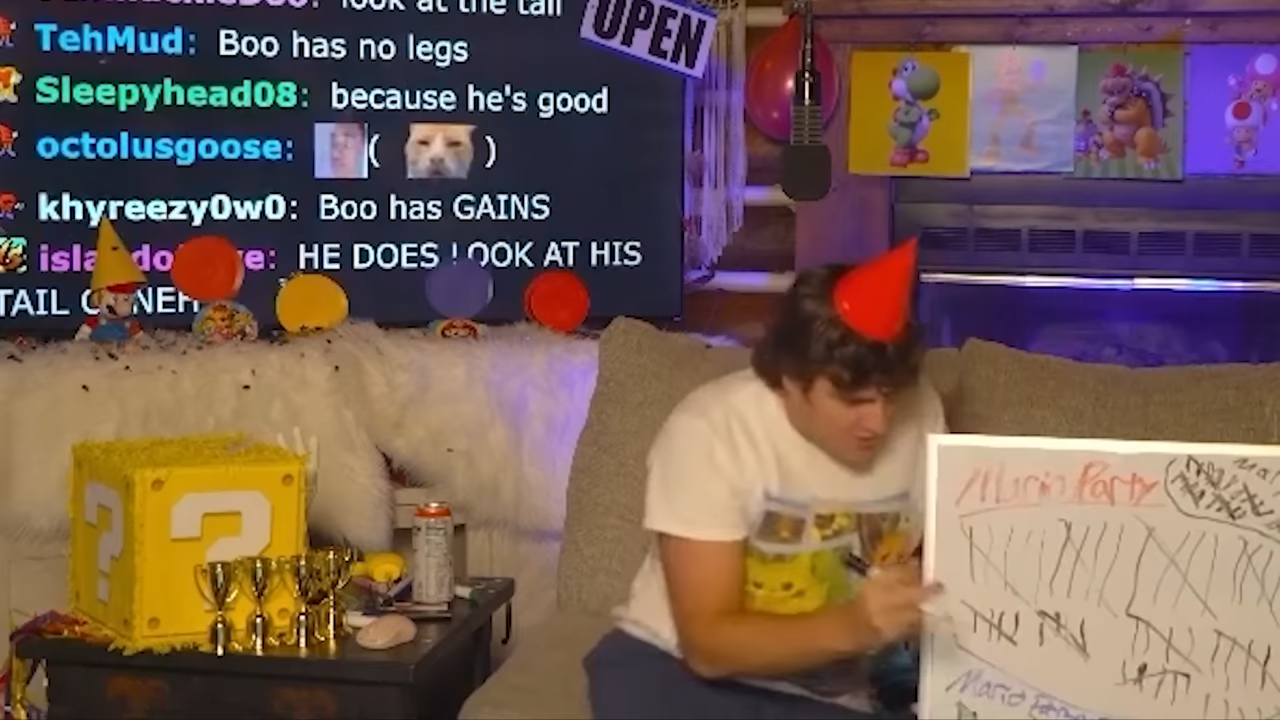 look at the tail
OPEN
TehMud: Boo has no legs
Sleepyhead08: because he's good
octolusgoose: ( )
khyreezy0w0: Boo has GAINS
HE DOES LOOK AT HIS
TAIL
? ?
Mario Party
Mario